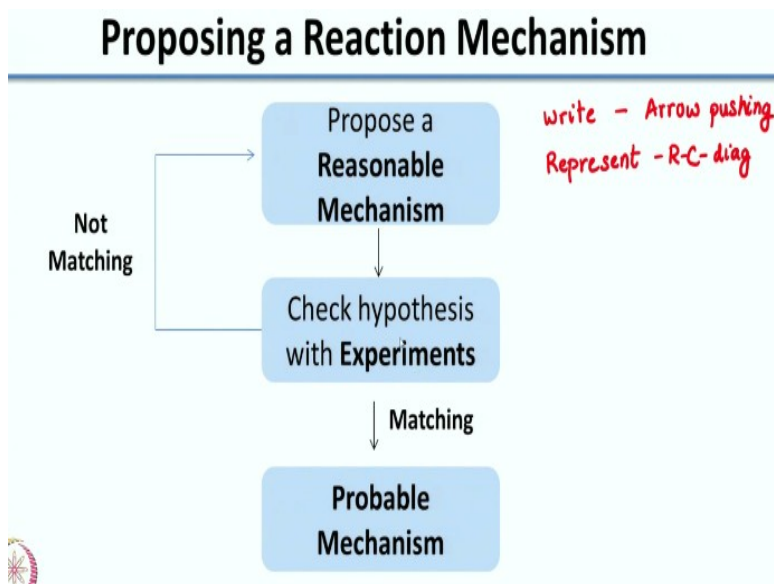 Proposing a Reaction Mechanism
Propose a
Reasonable
Mechanism
write - Arrow pushing
Represent - R-C- diag
Not
Matching
Check hypothesis
with Experiments
Matching
Probable
Mechanism